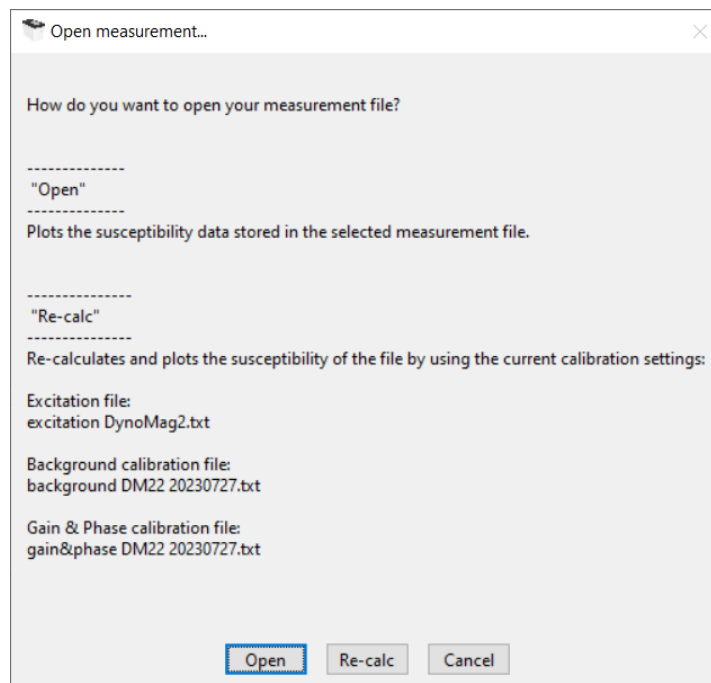 Open measurement...
How do you want to open your measurement file?
--------------
"Open"
--------------
Plots the susceptibility data stored in the selected measurement file.
---------------
"Re-calc"
---------------
Re-calculates and plots the susceptibility of the file by using the current calibration settings:
Excitation file:
excitation DynoMag2.txt
Background calibration file:
background DM22 20230727.txt
Gain & Phase calibration file:
gain&phase DM22 20230727.txt
Open Re-calc Cancel